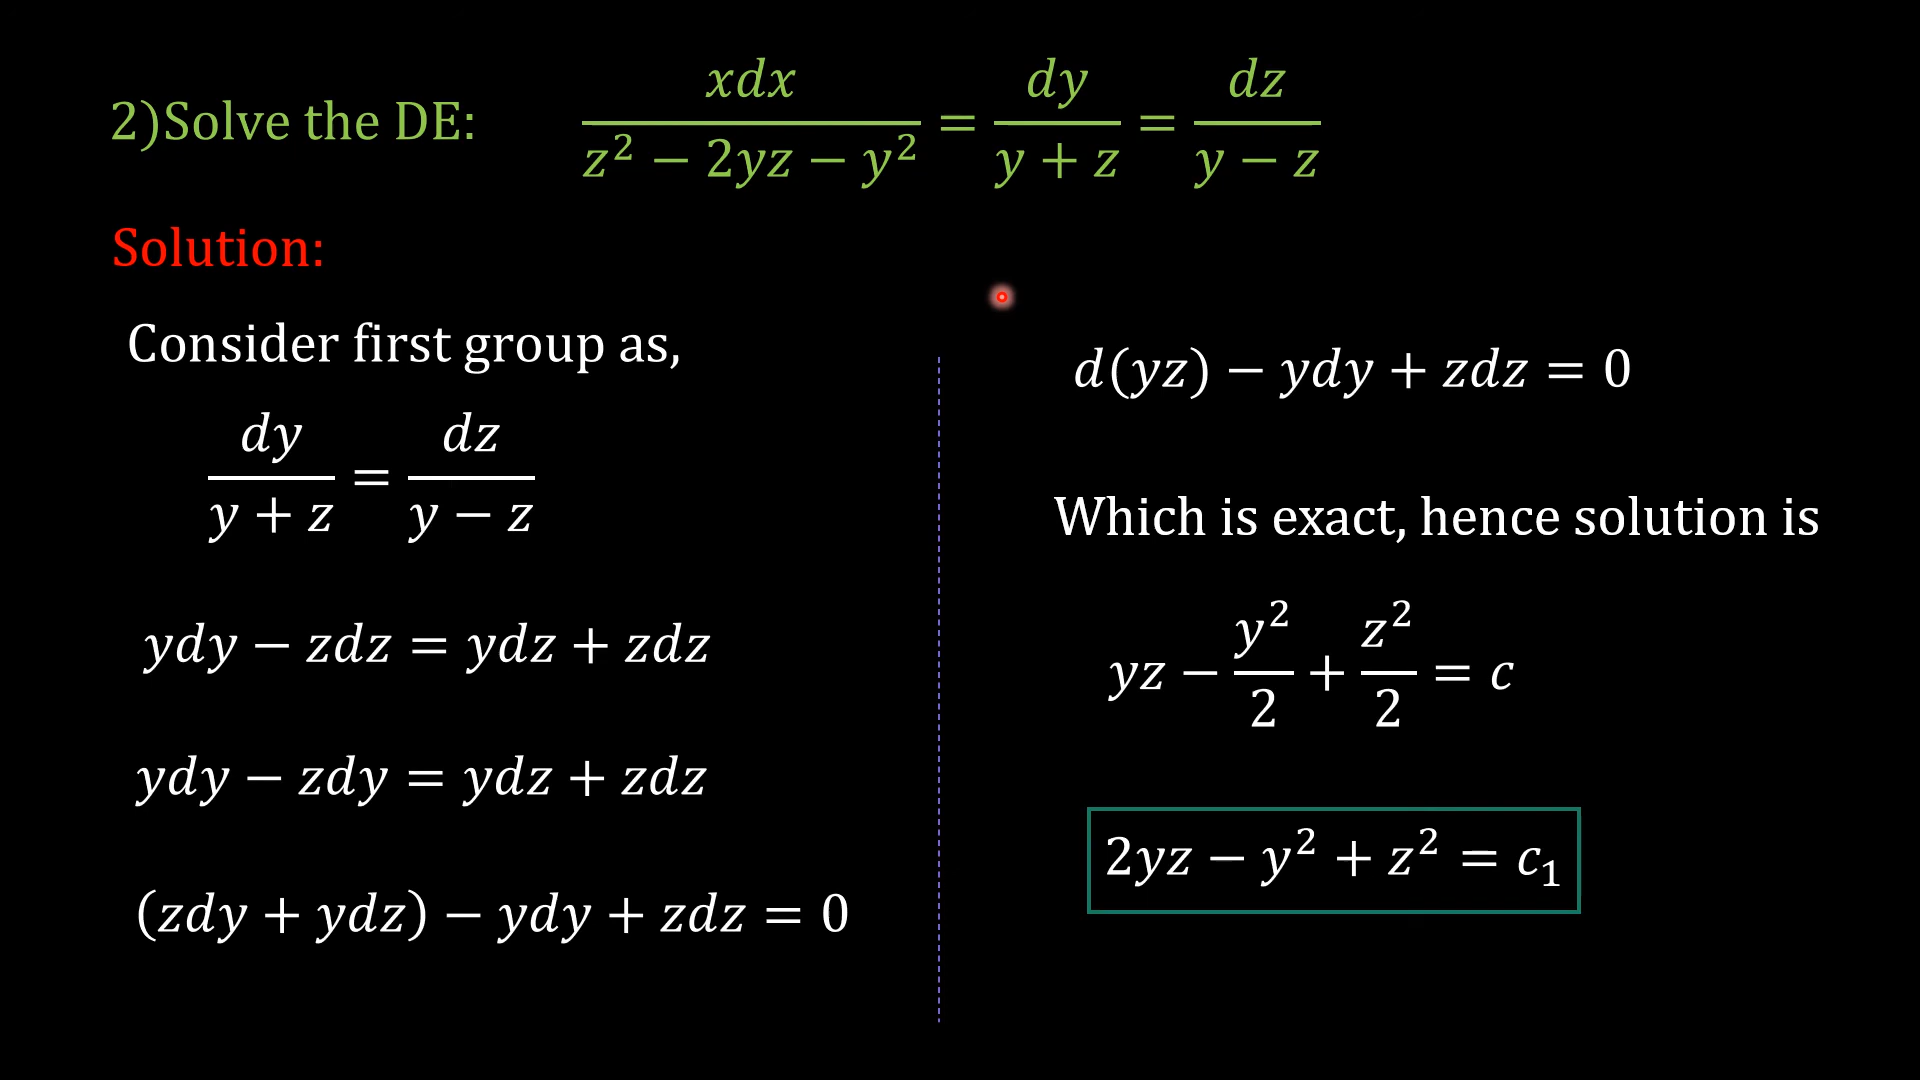 2)Solve the DE: xdx/(z² − 2yz − y²) = dy/(y + z) = dz/(y − z)
Solution:
Consider first group as,
dy/(y + z) = dz/(y − z)
ydy − zdz = ydz + zdz
ydy − zdy = ydz + zdz
(zdy + ydz) − ydy + zdz = 0
d(yz) − ydy + zdz = 0
Which is exact, hence solution is
yz − y²/2 + z²/2 = c
2yz − y² + z² = c₁